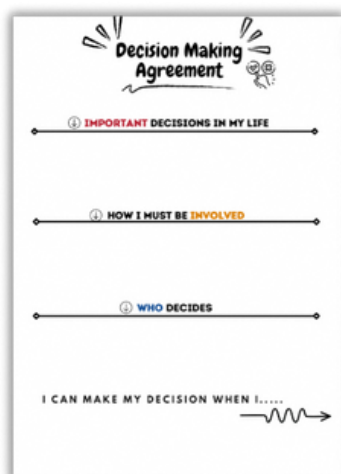 Decision Making
Agreement
IMPORTANT DECISIONS IN MY LIFE
HOW I MUST BE INVOLVED
WHO DECIDES
I CAN MAKE MY DECISION WHEN I.....